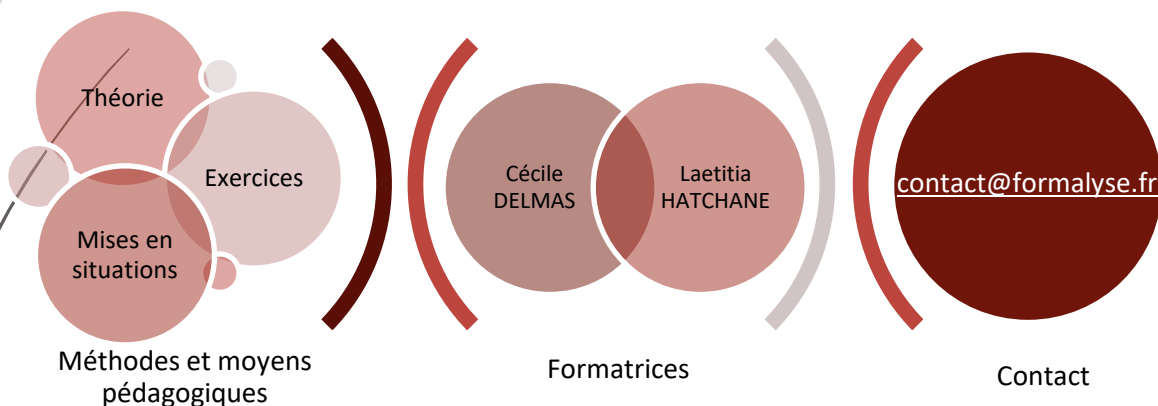 Théorie
Exercices
Mises en
situations
Méthodes et moyens
pédagogiques
Cécile
DELMAS
Laetitia
HATCHANE
Formatrices
contact@formalyse.fr
Contact